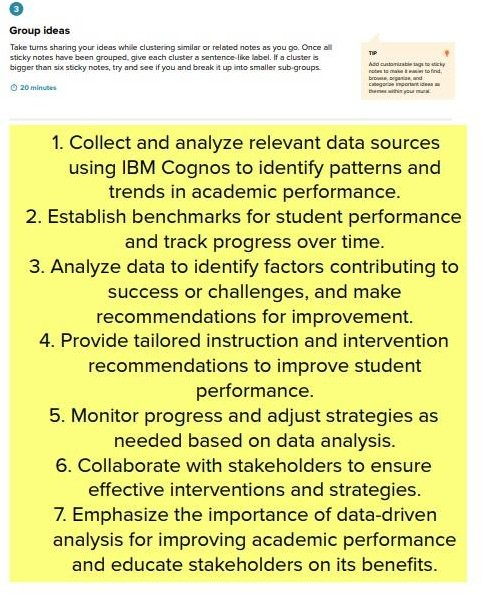 3
Group ideas
Take turns sharing your ideas while clustering similar or related notes as you go. Once all
sticky notes have been grouped, give each cluster a sentence-like label. If a cluster is
bigger than six sticky notes, try and see if you and break it up into smaller sub-groups.
20 minutes
TIP
Add customizable tags to sticky
notes to make it easier to find,
browse, organize, and
categorize important ideas as
themes within your mural.
1. Collect and analyze relevant data sources
using IBM Cognos to identify patterns and
trends in academic performance.
2. Establish benchmarks for student performance
and track progress over time.
3. Analyze data to identify factors contributing to
success or challenges, and make
recommendations for improvement.
4. Provide tailored instruction and intervention
recommendations to improve student
performance.
5. Monitor progress and adjust strategies as
needed based on data analysis.
6. Collaborate with stakeholders to ensure
effective interventions and strategies.
7. Emphasize the importance of data-driven
analysis for improving academic performance
and educate stakeholders on its benefits.